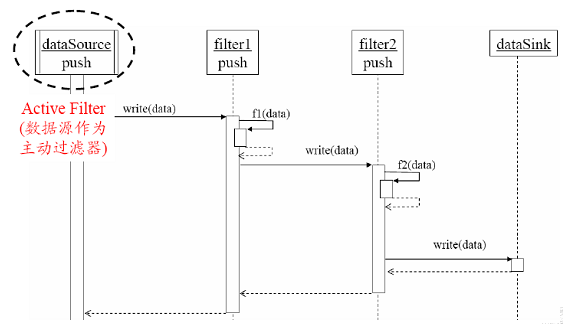 dataSource
push
filter1
push
filter2
push
dataSink
Active Filter
(数据源作为
主动过滤器)
write(data)
f1(data)
write(data)
f2(data)
write(data)